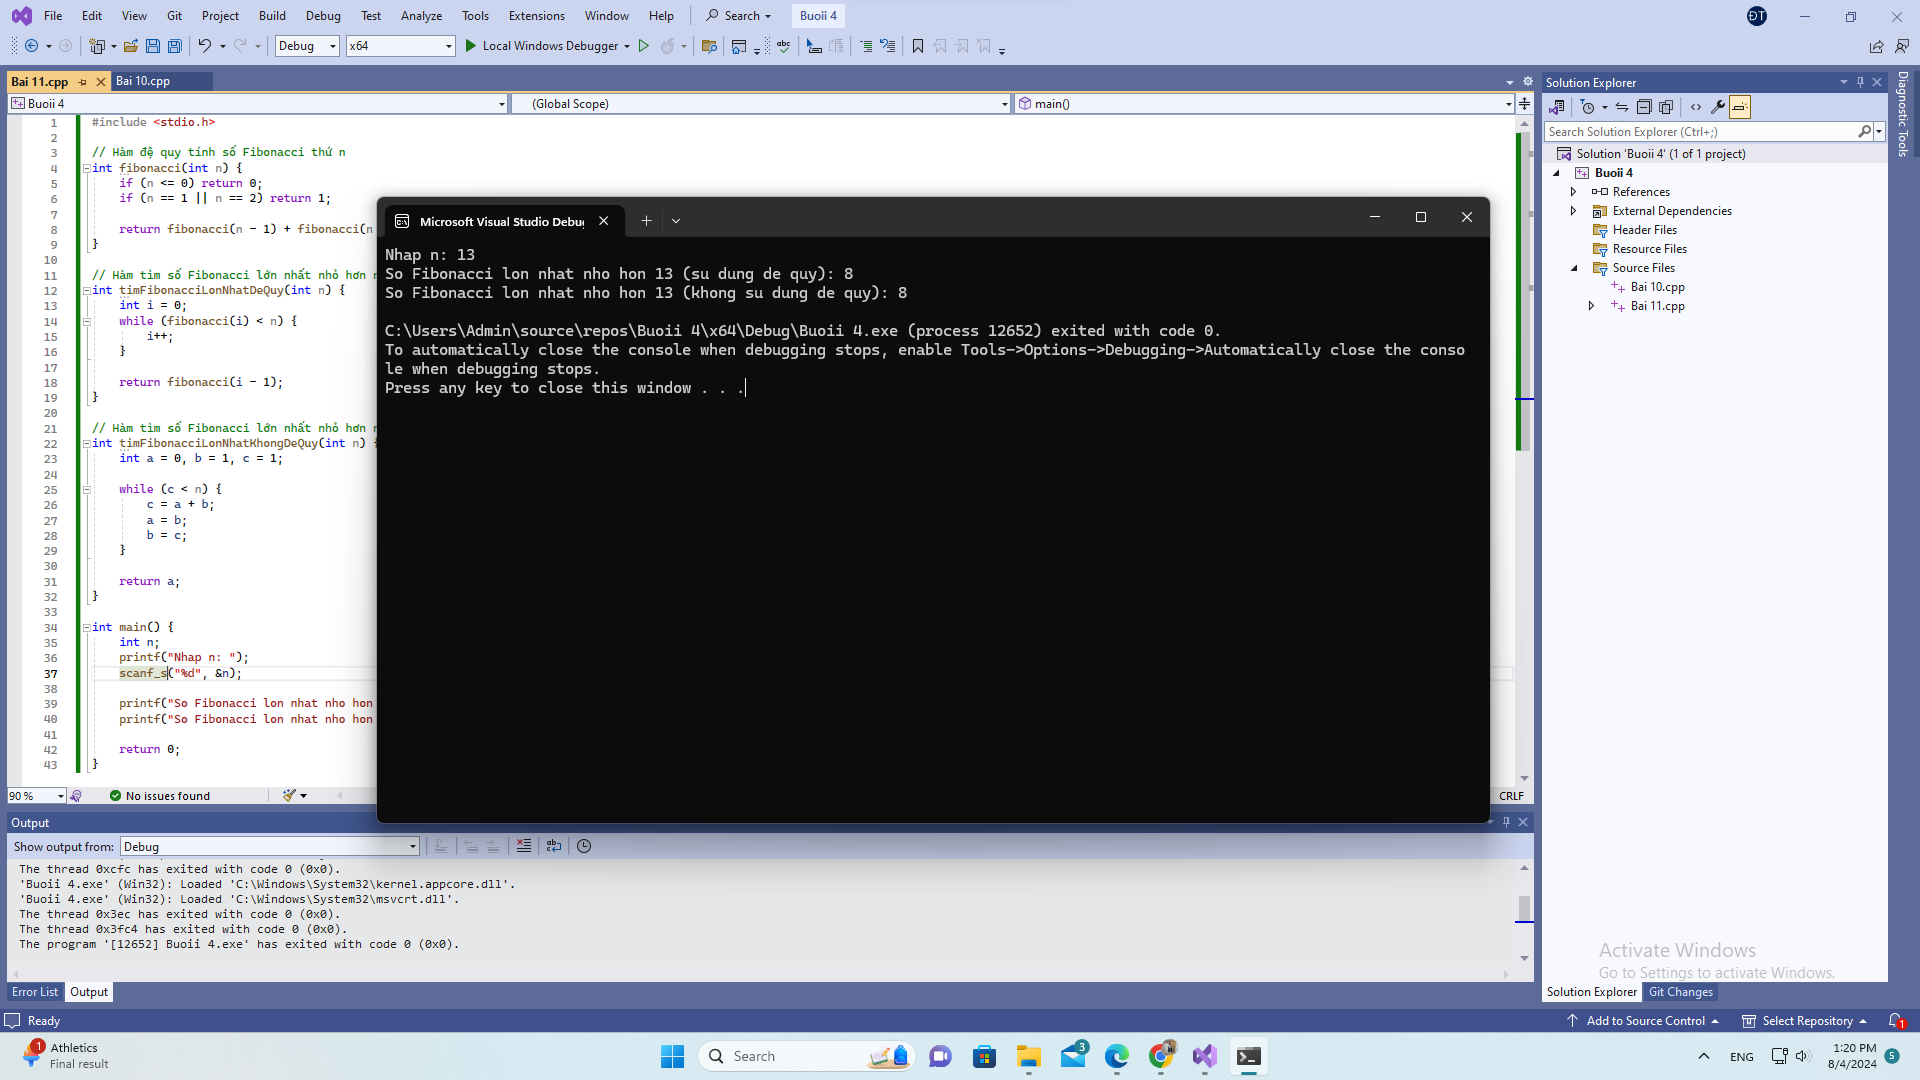 File Edit View Git Project Build Debug Test Analyze Tools Extensions Window Help Search Buoii 4 ĐT
Debug x64 Local Windows Debugger
Bai 11.cpp Bai 10.cpp
Buoii 4 (Global Scope) main()
1 #include <stdio.h>
2
3 // Hàm đệ quy tính số Fibonacci thứ n
4 int fibonacci(int n) {
5 if (n <= 0) return 0;
6 if (n == 1 || n == 2) return 1;
7
8 return fibonacci(n - 1) + fibonacci(n
9 }
10
11 // Hàm tìm số Fibonacci lớn nhất nhỏ hơn n
12 int timFibonacciLonNhatDeQuy(int n) {
13 int i = 0;
14 while (fibonacci(i) < n) {
15 i++;
16 }
17
18 return fibonacci(i - 1);
19 }
20
21 // Hàm tìm số Fibonacci lớn nhất nhỏ hơn n
22 int timFibonacciLonNhatKhongDeQuy(int n) {
23 int a = 0, b = 1, c = 1;
24
25 while (c < n) {
26 c = a + b;
27 a = b;
28 b = c;
29 }
30
31 return a;
32 }
33
34 int main() {
35 int n;
36 printf("Nhap n: ");
37 scanf_s("%d", &n);
38
39 printf("So Fibonacci lon nhat nho hon
40 printf("So Fibonacci lon nhat nho hon
41
42 return 0;
43 }
90 % No issues found CRLF
Microsoft Visual Studio Debu
Nhap n: 13
So Fibonacci lon nhat nho hon 13 (su dung de quy): 8
So Fibonacci lon nhat nho hon 13 (khong su dung de quy): 8
C:\Users\Admin\source\repos\Buoii 4\x64\Debug\Buoii 4.exe (process 12652) exited with code 0.
To automatically close the console when debugging stops, enable Tools->Options->Debugging->Automatically close the conso
le when debugging stops.
Press any key to close this window . . .
Output
Show output from: Debug
The thread 0xcfc has exited with code 0 (0x0).
'Buoii 4.exe' (Win32): Loaded 'C:\Windows\System32\kernel.appcore.dll'.
'Buoii 4.exe' (Win32): Loaded 'C:\Windows\System32\msvcrt.dll'.
The thread 0x3ec has exited with code 0 (0x0).
The thread 0x3fc4 has exited with code 0 (0x0).
The program '[12652] Buoii 4.exe' has exited with code 0 (0x0).
Error List Output
Solution Explorer
Search Solution Explorer (Ctrl+;)
Solution 'Buoii 4' (1 of 1 project)
Buoii 4
References
External Dependencies
Header Files
Resource Files
Source Files
Bai 10.cpp
Bai 11.cpp
Diagnostic Tools
Activate Windows
Go to Settings to activate Windows.
Solution Explorer Git Changes
Ready Add to Source Control Select Repository 1
1 Athletics
Final result
Search
3
ENG
1:20 PM
8/4/2024
5